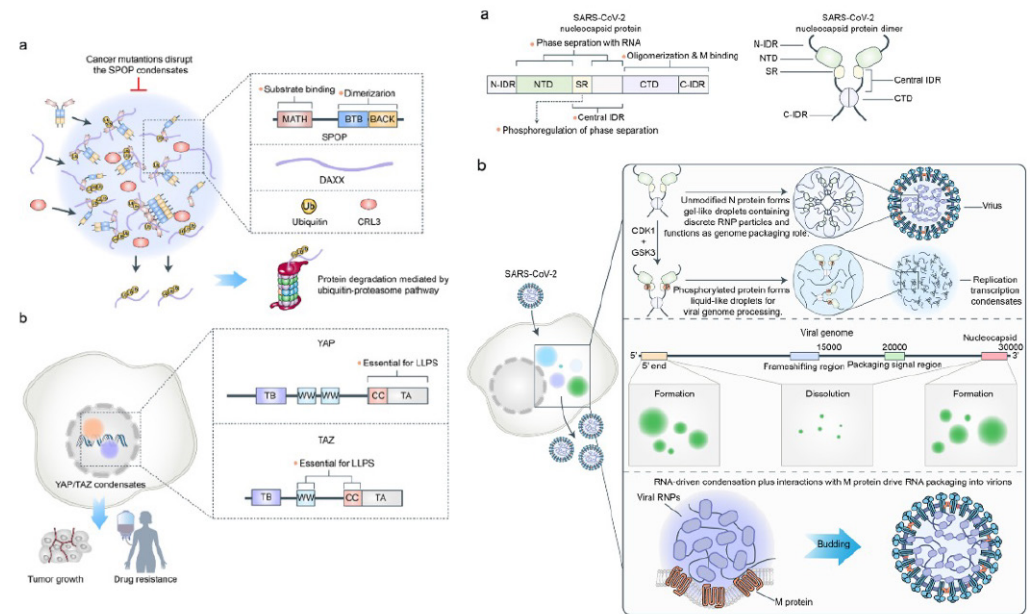 a
Cancer mutantions disrupt
the SPOP condensates
Substrate binding
Dimerizarion
MATH
BTB
BACK
SPOP
DAXX
Ub
Ubiquitin
CRL3
Protein degradation mediated by
ubiquitin-proteasome pathway
b
YAP/TAZ condensates
Tumor growth
Drug resistance
YAP
Essential for LLPS
TB
WW
WW
CC
TA
TAZ
Essential for LLPS
TB
WW
CC
TA
a
SARS-CoV-2
nucleocapsid protein
Phase sepration with RNA
Oligomerization & M binding
N-IDR
NTD
SR
CTD
C-IDR
Central IDR
Phosphoregulation of phase separation
SARS-CoV-2
nucleocapsid protein dimer
N-IDR
NTD
SR
Central IDR
CTD
C-IDR
b
SARS-CoV-2
CDK1
+
GSK3
Unmodified N protein forms
gel-like droplets containing
discrete RNP particles and
functions as genome packaging role.
Virius
Phosphorylated protein forms
liquid-like droplets for
viral genome processing.
Replication
transcription
condensates
Viral genome
5'
5' end
15000
Frameshifting region
20000
Packaging signal region
Nucleocapsid
30000
3'
Formation
Dissolution
Formation
RNA-driven condensation plus interactions with M protein drive RNA packaging into virions
Viral RNPs
Budding
M protein